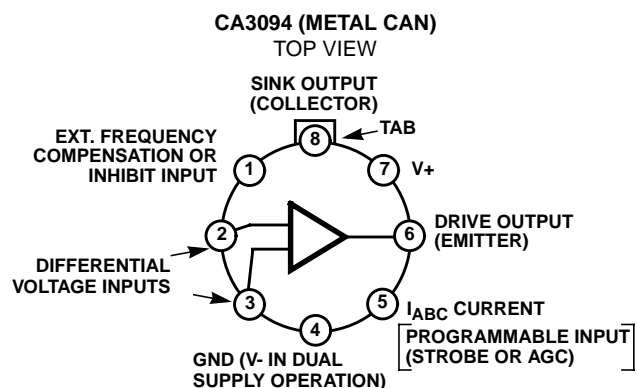 CA3094 (METAL CAN)
TOP VIEW
SINK OUTPUT
(COLLECTOR)
TAB
EXT. FREQUENCY
COMPENSATION OR
INHIBIT INPUT
8
1
7
V+
2
6
DRIVE OUTPUT
(EMITTER)
DIFFERENTIAL
VOLTAGE INPUTS
3
5
IABC CURRENT
PROGRAMMABLE INPUT
(STROBE OR AGC)
4
GND (V- IN DUAL
SUPPLY OPERATION)